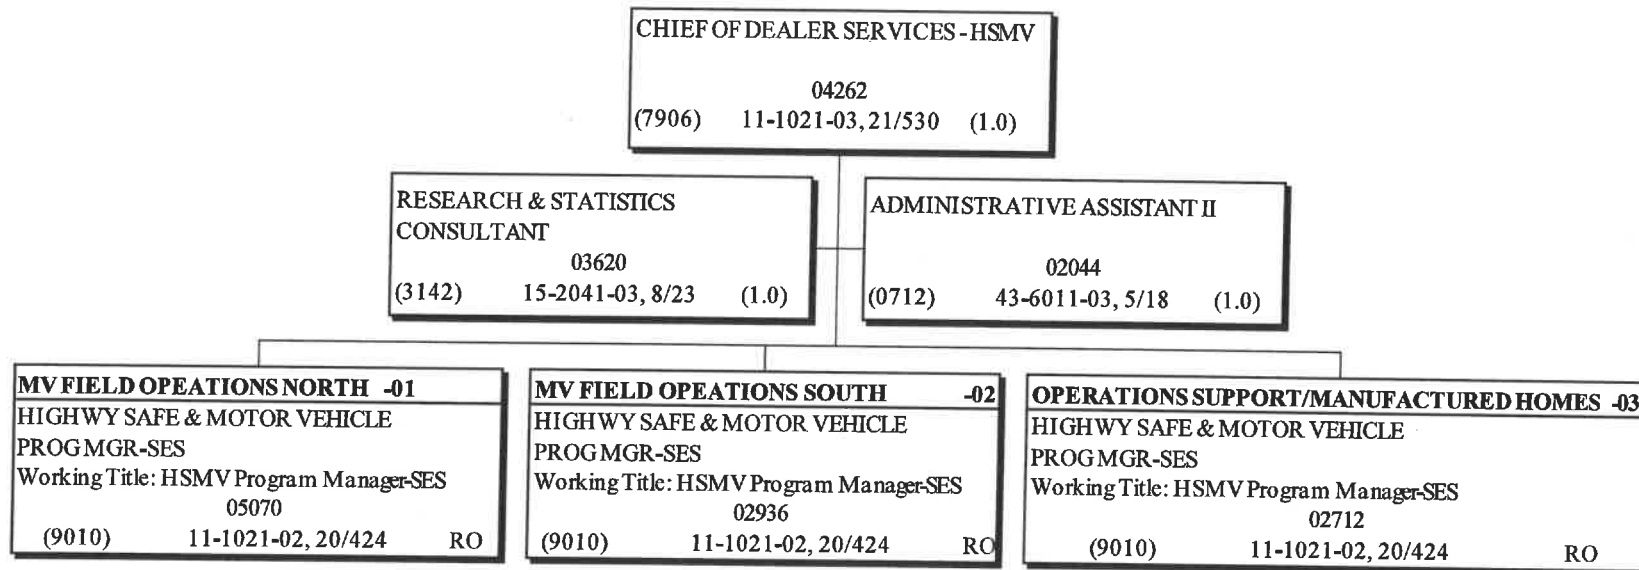 CHIEF OF DEALER SERVICES - HSMV
04262
(7906) 11-1021-03, 21/530 (1.0)
RESEARCH & STATISTICS
CONSULTANT
03620
(3142) 15-2041-03, 8/23 (1.0)
ADMINISTRATIVE ASSISTANT II
02044
(0712) 43-6011-03, 5/18 (1.0)
MV FIELD OPEATIONS NORTH -01
HIGHWY SAFE & MOTOR VEHICLE
PROG MGR-SES
Working Title: HSMV Program Manager-SES
05070
(9010) 11-1021-02, 20/424 RO
MV FIELD OPEATIONS SOUTH -02
HIGHWY SAFE & MOTOR VEHICLE
PROG MGR-SES
Working Title: HSMV Program Manager-SES
02936
(9010) 11-1021-02, 20/424 RO
OPERATIONS SUPPORT/MANUFACTURED HOMES -03
HIGHWY SAFE & MOTOR VEHICLE
PROG MGR-SES
Working Title: HSMV Program Manager-SES
02712
(9010) 11-1021-02, 20/424 RO